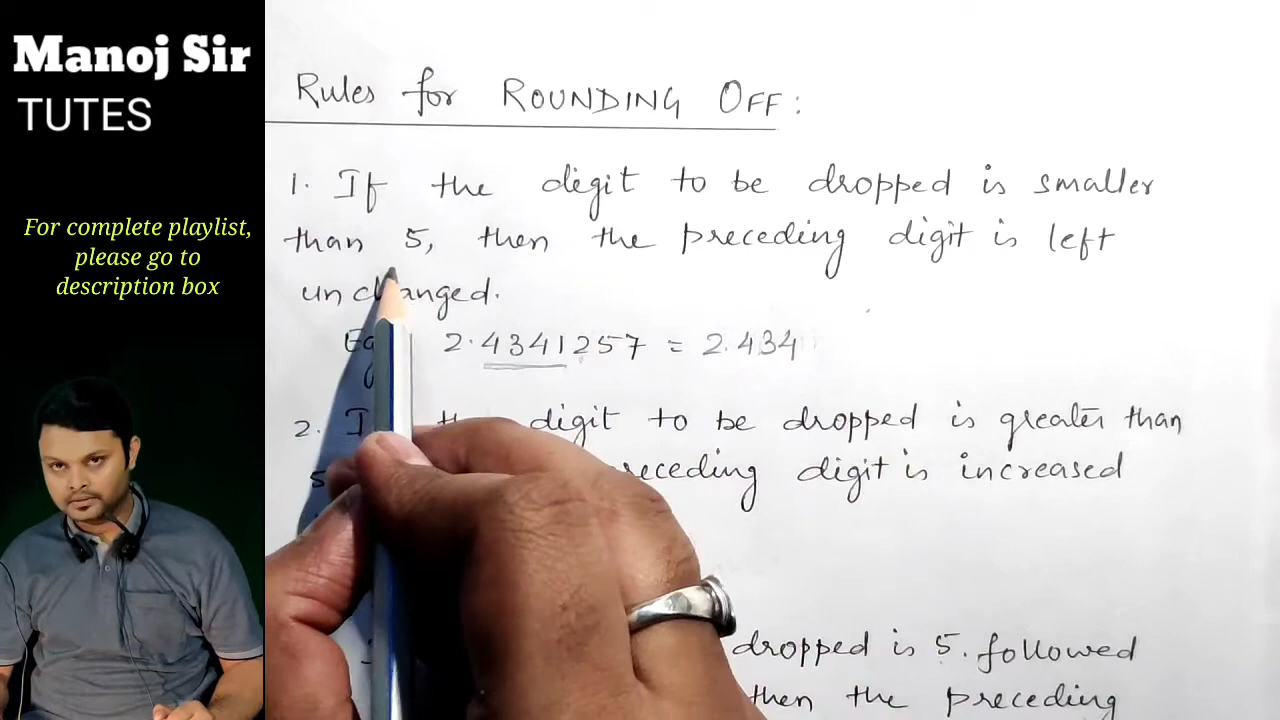 Manoj Sir
TUTES
For complete playlist,
please go to
description box
Rules for ROUNDING OFF:
1. If the digit to be dropped is smaller
than 5, then the preceding digit is left
unchanged.
2.4341257 = 2.434
2. digit to be dropped is greater than
digit is increased
dropped is 5. followed
then the preceding